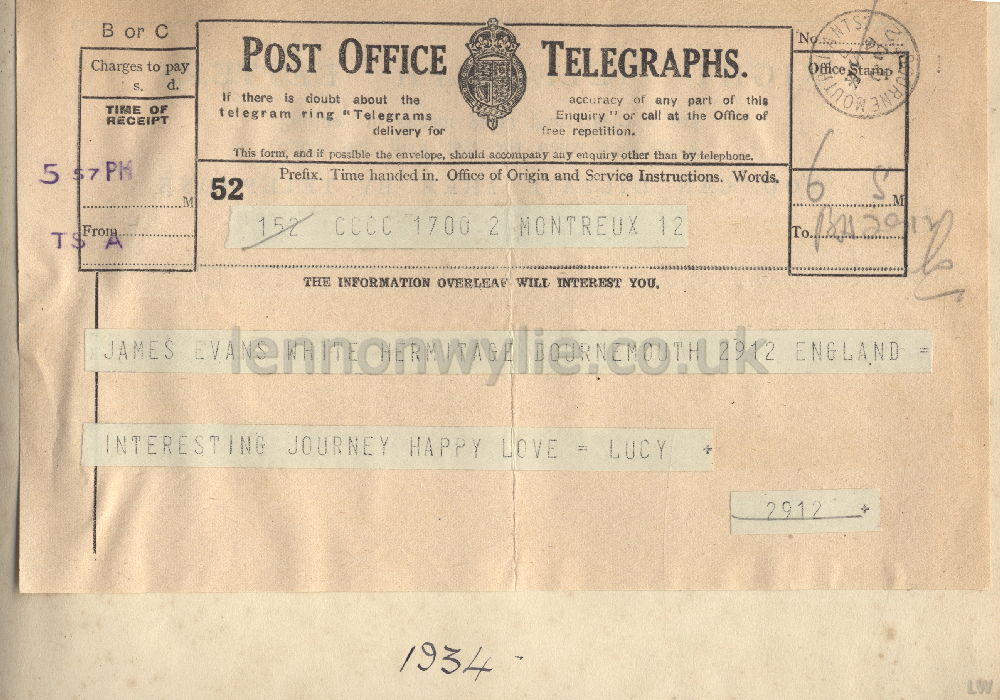 B or C
Charges to pay
s. d.
TIME OF
RECEIPT
5 57 PM
M
From
TS A
POST OFFICE TELEGRAPHS.
If there is doubt about the accuracy of any part of this
telegram ring "Telegrams Enquiry" or call at the Office of
delivery for free repetition.
This form, and if possible the envelope, should accompany any enquiry other than by telephone.
No.
Office Stamp
BOURNEMOUTH HANTS.
6 5
M
To
52
Prefix. Time handed in. Office of Origin and Service Instructions. Words.
152 CCCC 1700 2 MONTREUX 12
THE INFORMATION OVERLEAF WILL INTEREST YOU.
JAMES EVANS WHITE HERMITAGE BOURNEMOUTH 2912 ENGLAND =
lennonwylie.co.uk
INTERESTING JOURNEY HAPPY LOVE = LUCY +
2912 +
1934 -
LW